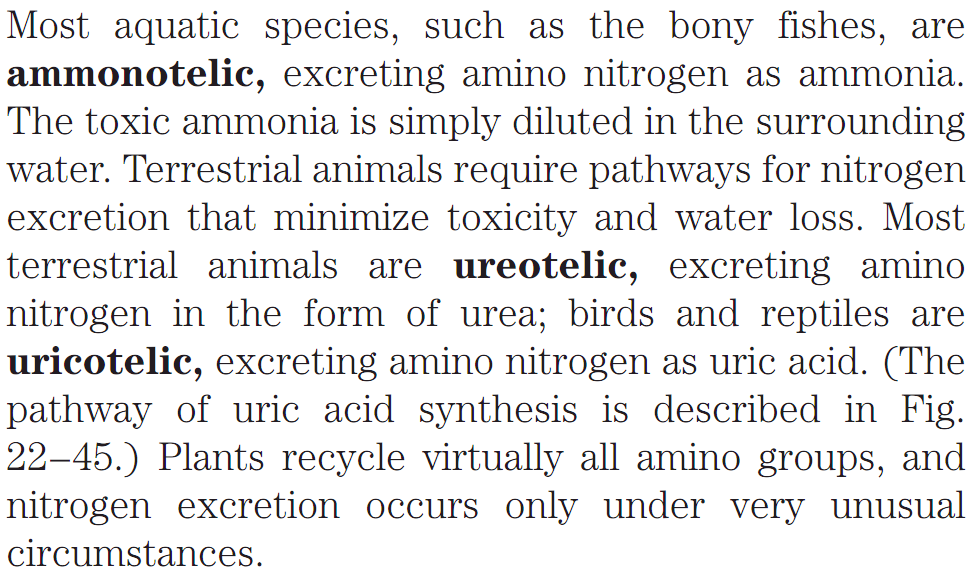 Most aquatic species, such as the bony fishes, are
ammonotelic, excreting amino nitrogen as ammonia.
The toxic ammonia is simply diluted in the surrounding
water. Terrestrial animals require pathways for nitrogen
excretion that minimize toxicity and water loss. Most
terrestrial animals are ureotelic, excreting amino
nitrogen in the form of urea; birds and reptiles are
uricotelic, excreting amino nitrogen as uric acid. (The
pathway of uric acid synthesis is described in Fig.
22–45.) Plants recycle virtually all amino groups, and
nitrogen excretion occurs only under very unusual
circumstances.